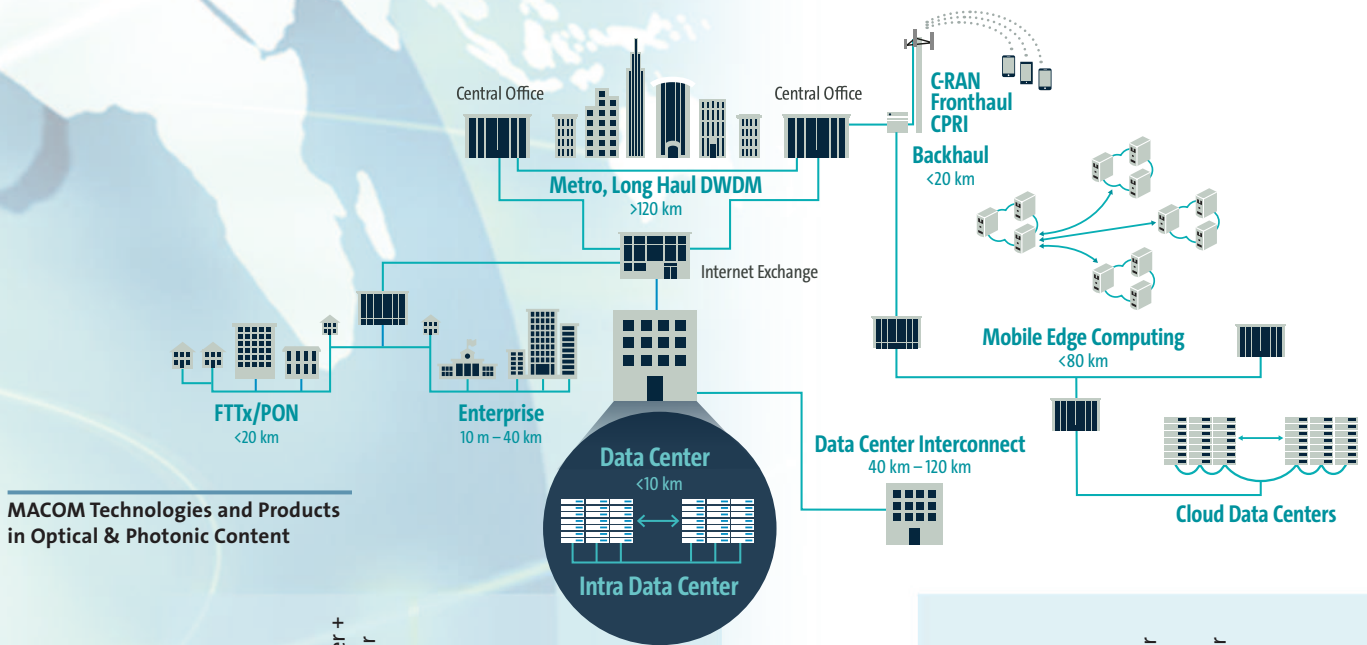 Central Office
Central Office
C-RAN
Fronthaul
CPRI
Backhaul
<20 km
Metro, Long Haul DWDM
>120 km
Internet Exchange
Mobile Edge Computing
<80 km
FTTx/PON
<20 km
Enterprise
10 m – 40 km
Data Center
<10 km
Intra Data Center
Data Center Interconnect
40 km – 120 km
Cloud Data Centers
MACOM Technologies and Products
in Optical & Photonic Content